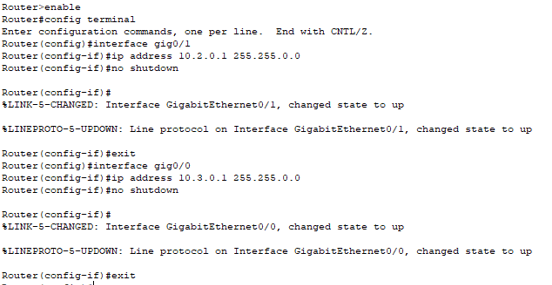 Router>enable
Router#config terminal
Enter configuration commands, one per line.  End with CNTL/Z.
Router(config)#interface gig0/1
Router(config-if)#ip address 10.2.0.1 255.255.0.0
Router(config-if)#no shutdown
Router(config-if)#
%LINK-5-CHANGED: Interface GigabitEthernet0/1, changed state to up
%LINEPROTO-5-UPDOWN: Line protocol on Interface GigabitEthernet0/1, changed state to up
Router(config-if)#exit
Router(config)#interface gig0/0
Router(config-if)#ip address 10.3.0.1 255.255.0.0
Router(config-if)#no shutdown
Router(config-if)#
%LINK-5-CHANGED: Interface GigabitEthernet0/0, changed state to up
%LINEPROTO-5-UPDOWN: Line protocol on Interface GigabitEthernet0/0, changed state to up
Router(config-if)#exit